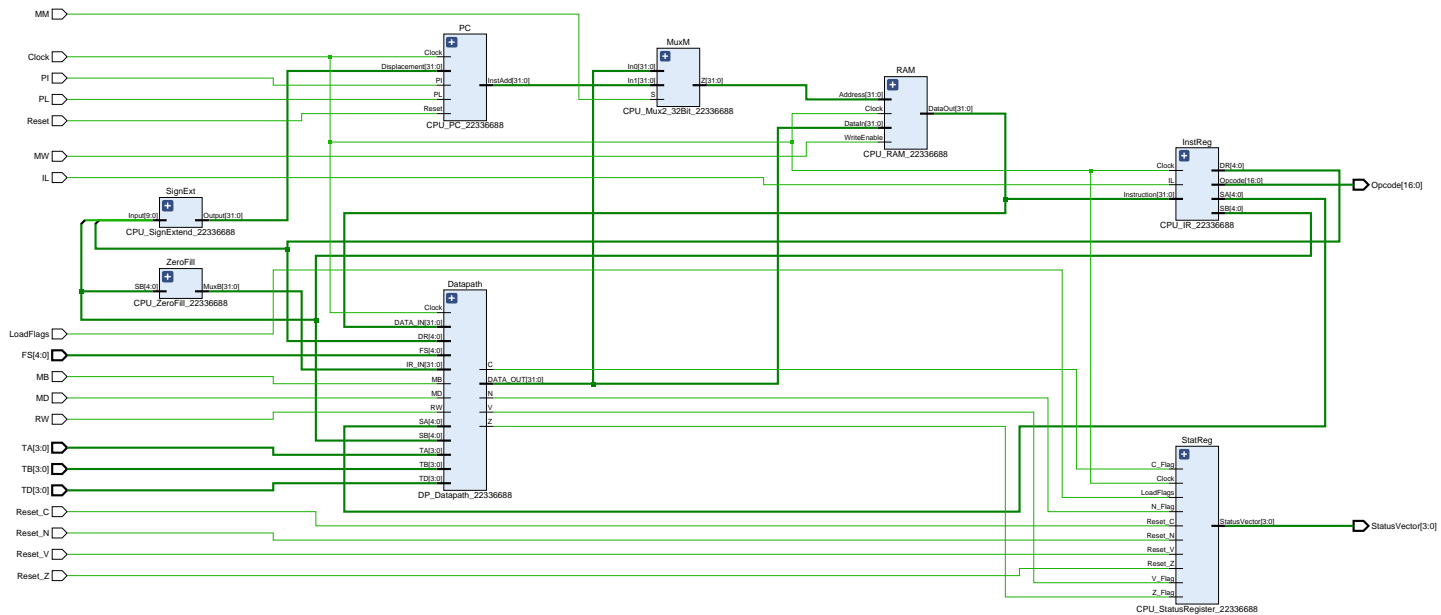 MM
Clock
PI
PL
Reset
MW
IL
PC
Clock
Displacement[31:0]
PI
PL
Reset
InstAdd[31:0]
CPU_PC_22336688
MuxM
In0[31:0]
In1[31:0]
S
Z[31:0]
CPU_Mux2_32Bit_22336688
RAM
Address[31:0]
Clock
DataIn[31:0]
WriteEnable
DataOut[31:0]
CPU_RAM_22336688
InstReg
Clock
IL
Instruction[31:0]
DR[4:0]
Opcode[16:0]
SA[4:0]
SB[4:0]
CPU_IR_22336688
Opcode[16:0]
SignExt
Input[9:0]
Output[31:0]
CPU_SignExtend_22336688
ZeroFill
SB[4:0]
MuxB[31:0]
CPU_ZeroFill_22336688
LoadFlags
FS[4:0]
MB
MD
RW
TA[3:0]
TB[3:0]
TD[3:0]
Reset_C
Reset_N
Reset_V
Reset_Z
Datapath
Clock
DATA_IN[31:0]
DR[4:0]
FS[4:0]
IR_IN[31:0]
MB
MD
RW
SA[4:0]
SB[4:0]
TA[3:0]
TB[3:0]
TD[3:0]
C
DATA_OUT[31:0]
N
V
Z
DP_Datapath_22336688
StatReg
C_Flag
Clock
LoadFlags
N_Flag
Reset_C
Reset_N
Reset_V
Reset_Z
V_Flag
Z_Flag
StatusVector[3:0]
CPU_StatusRegister_22336688
StatusVector[3:0]